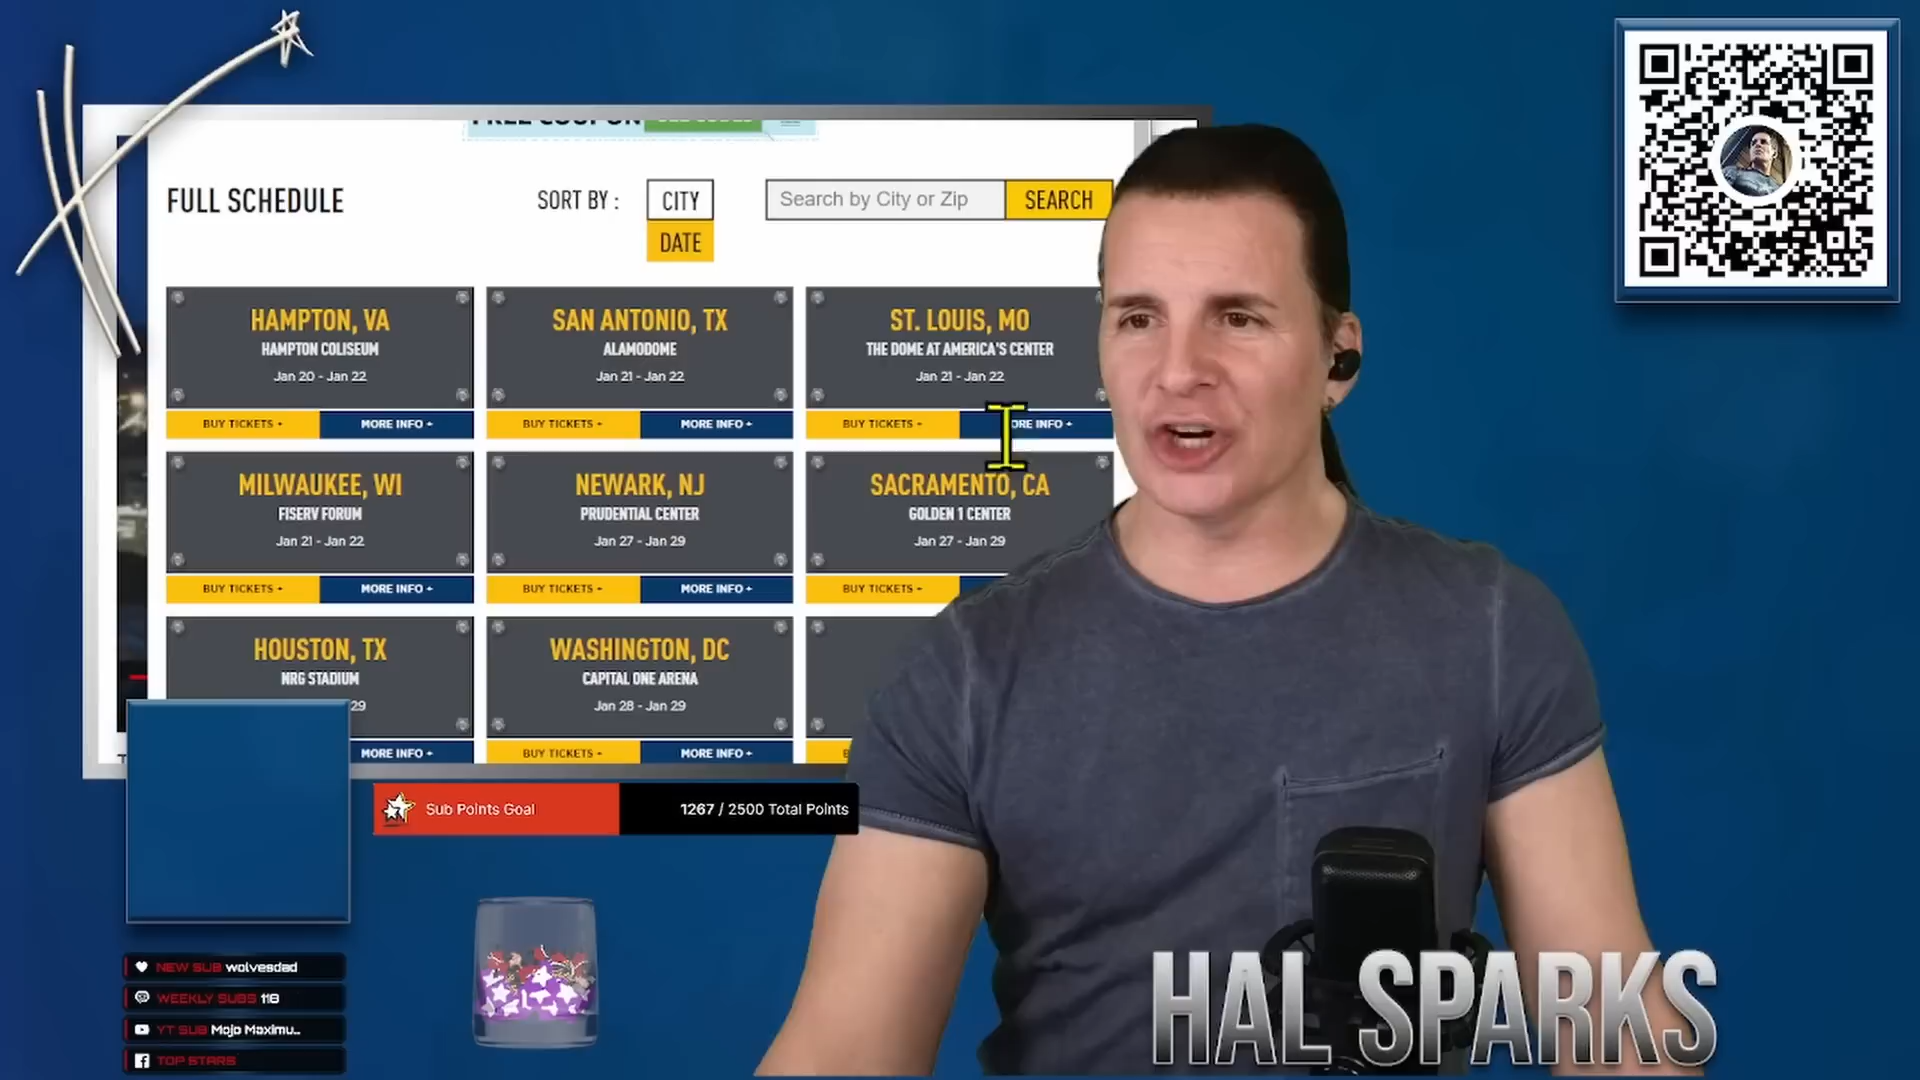 FREE COUPON
FULL SCHEDULE
SORT BY :
CITY
DATE
Search by City or Zip
SEARCH
HAMPTON, VA
HAMPTON COLISEUM
Jan 20 - Jan 22
BUY TICKETS +
MORE INFO +
SAN ANTONIO, TX
ALAMODOME
Jan 21 - Jan 22
BUY TICKETS +
MORE INFO +
ST. LOUIS, MO
THE DOME AT AMERICA'S CENTER
Jan 21 - Jan 22
BUY TICKETS +
ORE INFO +
MILWAUKEE, WI
FISERV FORUM
Jan 21 - Jan 22
BUY TICKETS +
MORE INFO +
NEWARK, NJ
PRUDENTIAL CENTER
Jan 27 - Jan 29
BUY TICKETS +
MORE INFO +
SACRAMENTO, CA
GOLDEN 1 CENTER
Jan 27 - Jan 29
BUY TICKETS +
HOUSTON, TX
NRG STADIUM
29
MORE INFO +
WASHINGTON, DC
CAPITAL ONE ARENA
Jan 28 - Jan 29
BUY TICKETS +
MORE INFO +
Sub Points Goal
1267 / 2500 Total Points
NEW SUB wolvesdad
WEEKLY SUBS 118
YT SUB Mojo Maximu...
TOP STARS
HAL SPARKS